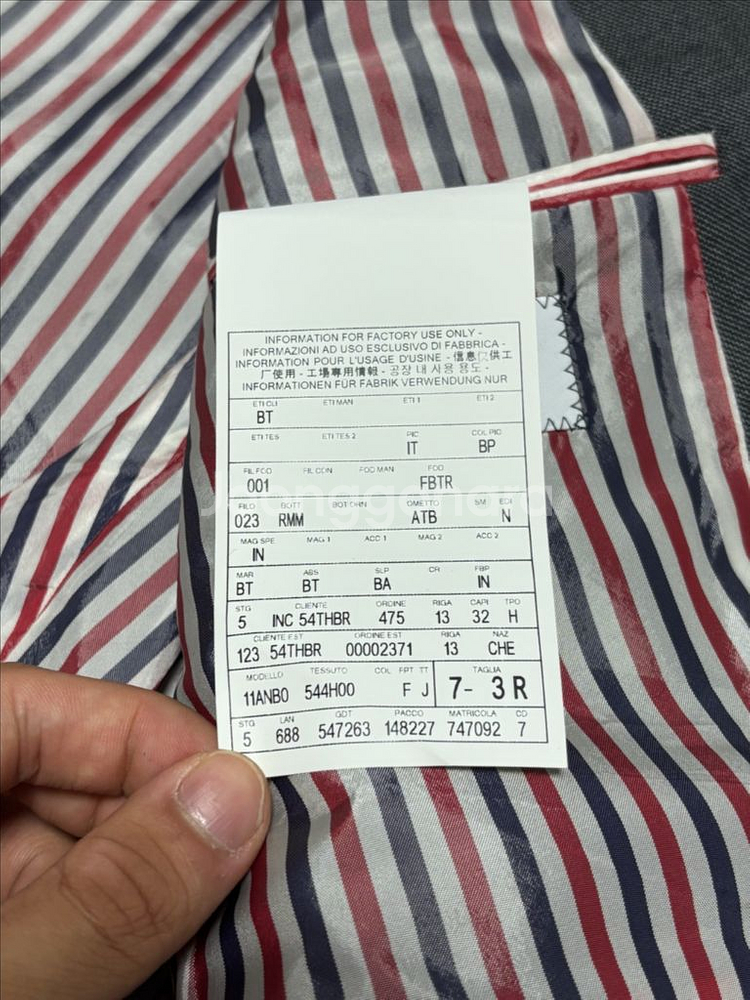 INFORMATION FOR FACTORY USE ONLY -
INFORMAZIONI AD USO ESCLUSIVO DI FABBRICA -
INFORMATION POUR L'USAGE D'USINE - 信息仅供工
厂使用 - 工場専用情報 - 공장 내 사용 용도 -
INFORMATIONEN FÜR FABRIK VERWENDUNG NUR
ETI CLI ETI MAN ETI 1 ETI 2
BT
ETI TES ETI TES 2 PIC COL PIC
IT BP
FIL FCO FIL CON FOD MAN FOD
001 FBTR
FILO BOTT BOT CRN OMETTO SM EDI
023 RMM ATB N
MAG SPE MAG 1 ACC 1 MAG 2 ACC 2
IN
MAR ABS SLP CR FBP
BT BT BA IN
STG CLIENTE ORDINE RIGA CAPI TPO
5 INC 54THBR 475 13 32 H
CLIENTE EST ORDINE EST RIGA NAZ
123 54THBR 00002371 13 CHE
MODELLO TESSUTO COL FPT TT TAGLIA
11ANB0 544H00 F J 7- 3 R
STG LAN GDT PACCO MATRICOLA CD
5 688 547263 148227 747092 7